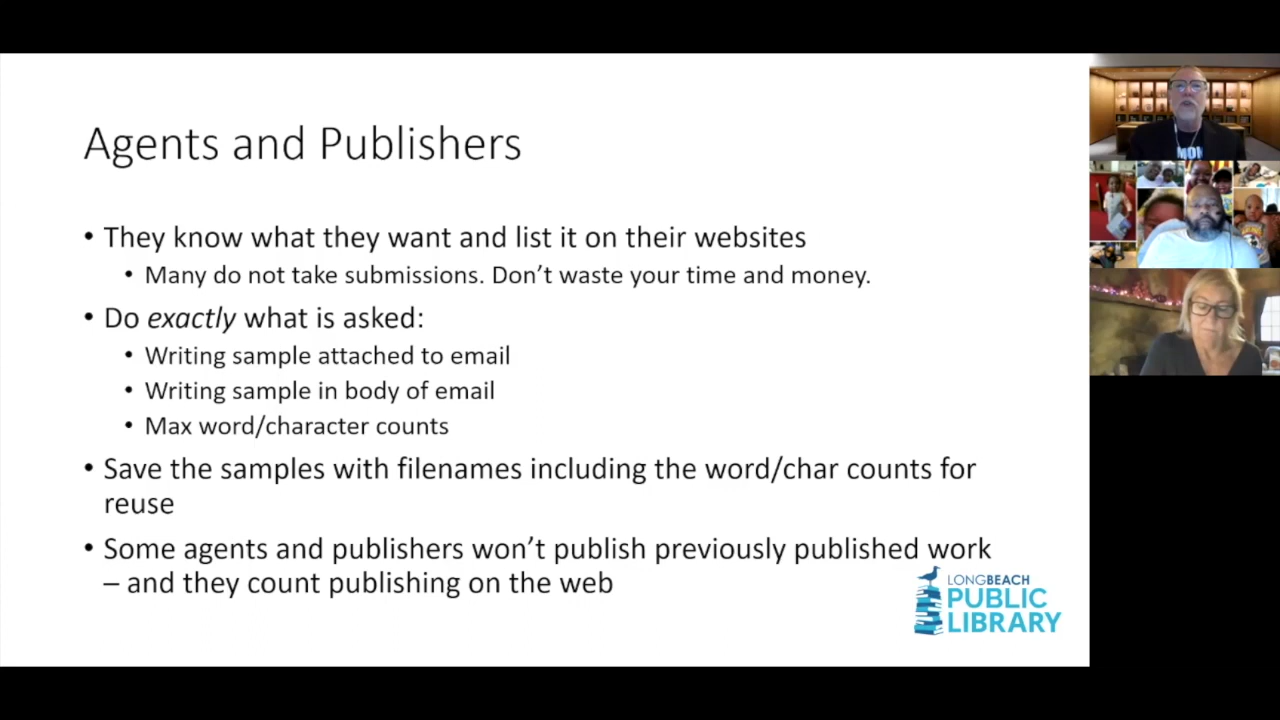 Agents and Publishers
• They know what they want and list it on their websites
• Many do not take submissions. Don’t waste your time and money.
• Do exactly what is asked:
• Writing sample attached to email
• Writing sample in body of email
• Max word/character counts
• Save the samples with filenames including the word/char counts for
reuse
• Some agents and publishers won’t publish previously published work
– and they count publishing on the web
LONGBEACH
PUBLIC
LIBRARY